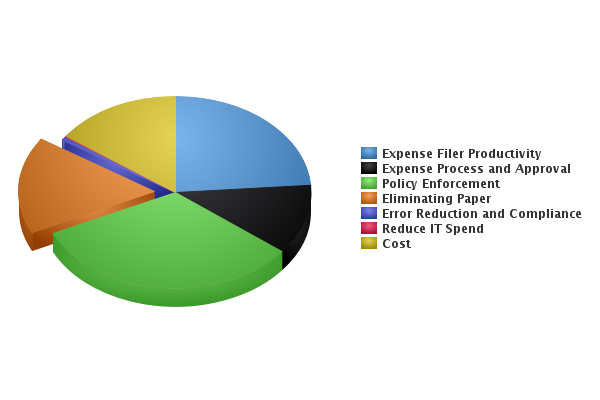 Expense Filer Productivity
Expense Process and Approval
Policy Enforcement
Eliminating Paper
Error Reduction and Compliance
Reduce IT Spend
Cost